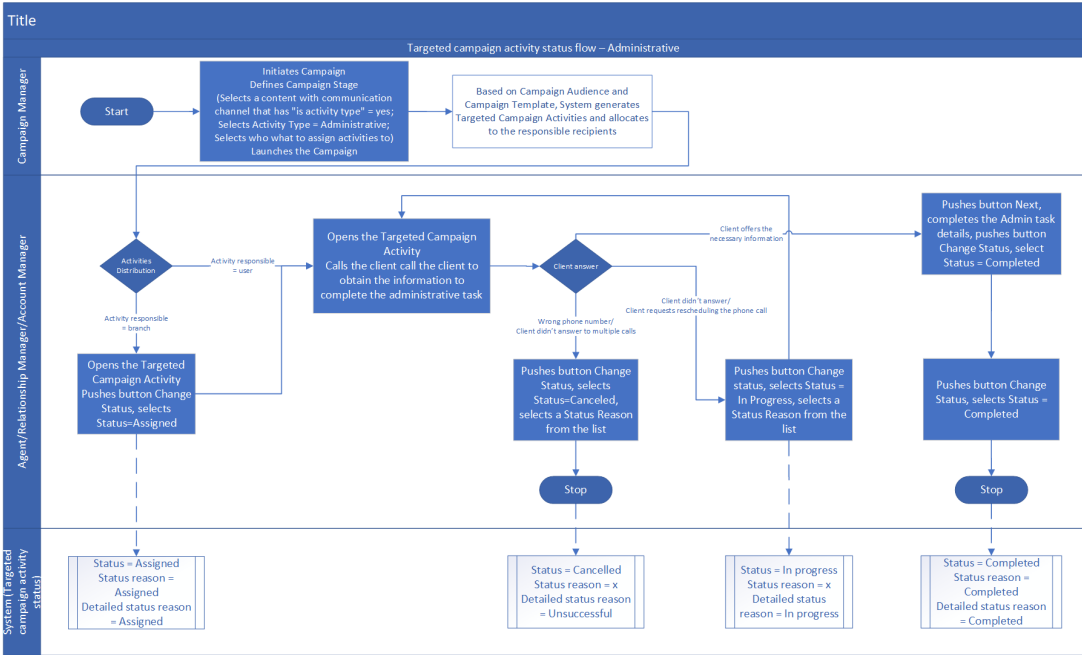 Title
Targeted campaign activity status flow – Administrative
Campaign Manager
Start
Initiates Campaign
Defines Campaign Stage
(Selects a content with communication
channel that has "is activity type" = yes;
Selects Activity Type = Administrative;
Selects who what to assign activities to)
Launches the Campaign
Based on Campaign Audience and
Campaign Template, System generates
Targeted Campaign Activities and allocates
to the responsible recipients
Agent/Relationship Manager/Account Manager
Activities
Distribution
Activity responsible
= user
Activity responsible
= branch
Opens the Targeted
Campaign Activity
Pushes button Change
Status, selects
Status=Assigned
Opens the Targeted Campaign
Activity
Calls the client call the client to
obtain the information to
complete the administrative task
Client answer
Client offers the
necessary information
Client didn't answer/
Client requests rescheduling the phone call
Wrong phone number/
Client didn't answer to multiple calls
Pushes button Next,
completes the Admin task
details, pushes button
Change Status, select
Status = Completed
Pushes button Change
Status, selects
Status=Canceled,
selects a Status Reason
from the list
Pushes button Change
status, selects Status =
In Progress, selects a
Status Reason from the
list
Pushes button Change
Status, selects Status =
Completed
Stop
Stop
System (Targeted
campaign activity
status)
Status = Assigned
Status reason =
Assigned
Detailed status reason
= Assigned
Status = Cancelled
Status reason = x
Detailed status reason
= Unsuccessful
Status = In progress
Status reason = x
Detailed status
reason = In progress
Status = Completed
Status reason =
Completed
Detailed status reason
= Completed